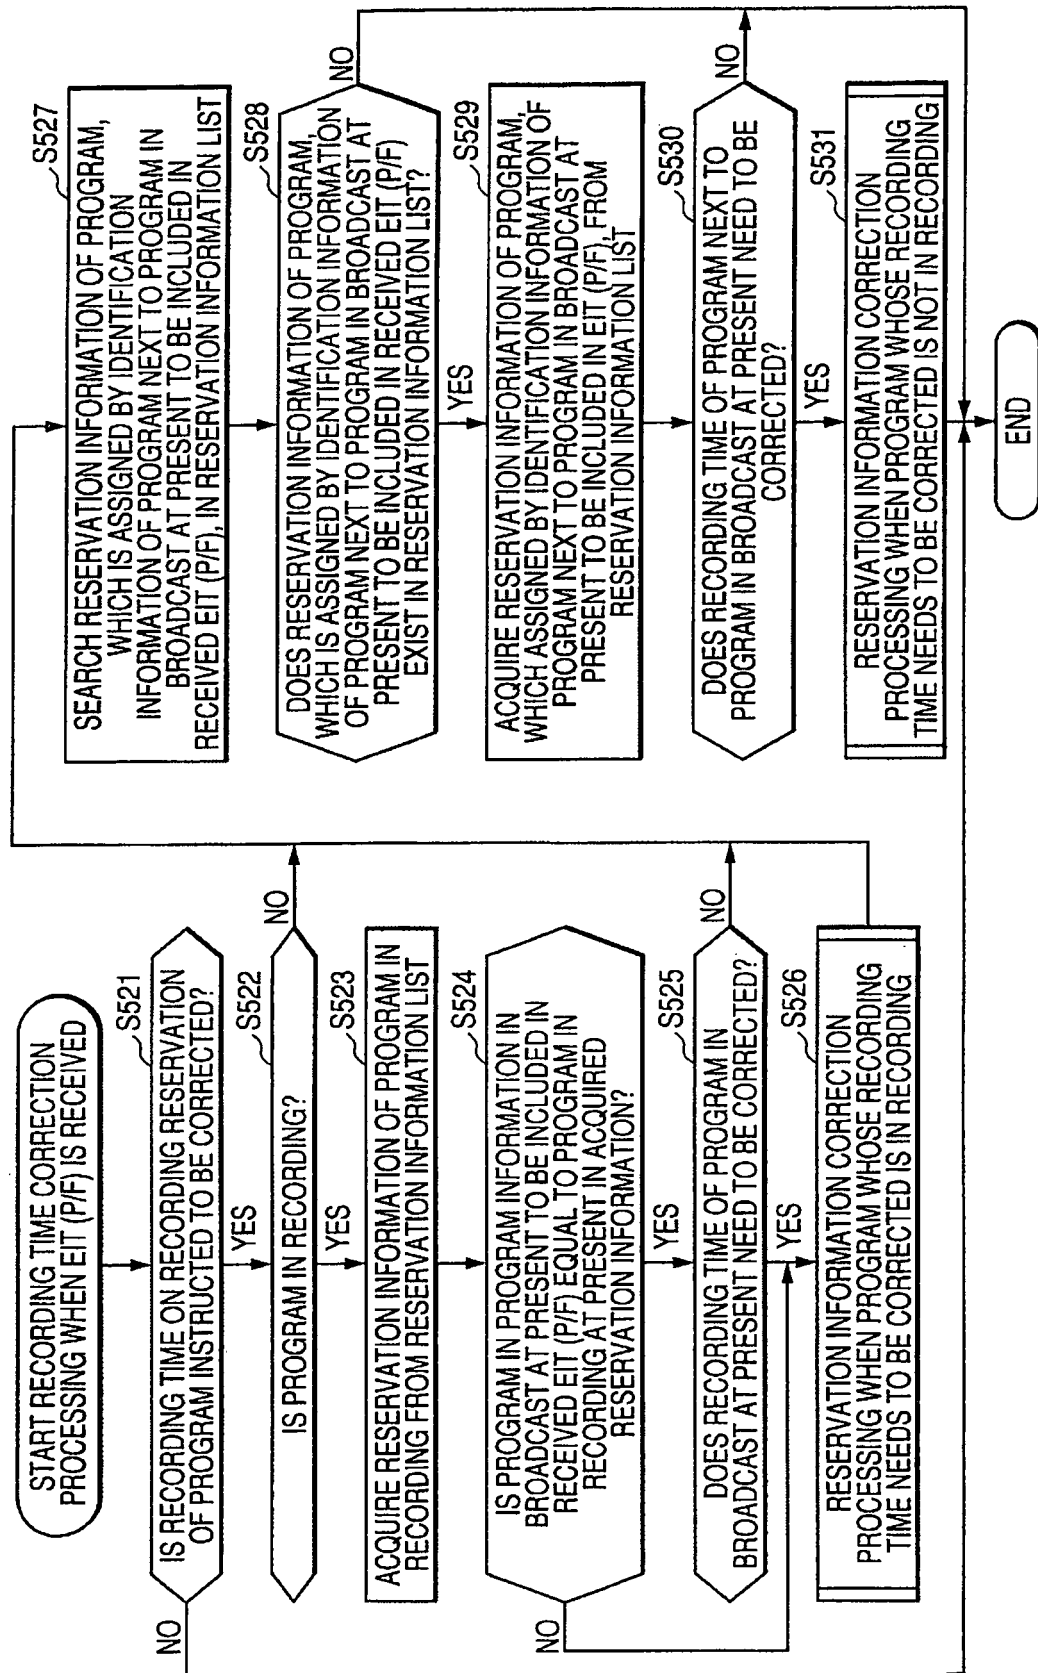 START RECORDING TIME CORRECTION
PROCESSING WHEN EIT (P/F) IS RECEIVED
S521
IS RECORDING TIME ON RECORDING RESERVATION
OF PROGRAM INSTRUCTED TO BE CORRECTED?
NO
YES
S522
IS PROGRAM IN RECORDING?
NO
YES
S523
ACQUIRE RESERVATION INFORMATION OF PROGRAM IN
RECORDING FROM RESERVATION INFORMATION LIST
S524
IS PROGRAM IN PROGRAM INFORMATION IN
BROADCAST AT PRESENT TO BE INCLUDED IN
RECEIVED EIT (P/F) EQUAL TO PROGRAM IN
RECORDING AT PRESENT IN ACQUIRED
RESERVATION INFORMATION?
NO
YES
S525
DOES RECORDING TIME OF PROGRAM IN
BROADCAST AT PRESENT NEED TO BE CORRECTED?
NO
YES
S526
RESERVATION INFORMATION CORRECTION
PROCESSING WHEN PROGRAM WHOSE RECORDING
TIME NEEDS TO BE CORRECTED IS IN RECORDING
S527
SEARCH RESERVATION INFORMATION OF PROGRAM,
WHICH IS ASSIGNED BY IDENTIFICATION
INFORMATION OF PROGRAM NEXT TO PROGRAM IN
BROADCAST AT PRESENT TO BE INCLUDED IN
RECEIVED EIT (P/F), IN RESERVATION INFORMATION LIST
S528
DOES RESERVATION INFORMATION OF PROGRAM,
WHICH IS ASSIGNED BY IDENTIFICATION INFORMATION
OF PROGRAM NEXT TO PROGRAM IN BROADCAST AT
PRESENT TO BE INCLUDED IN RECEIVED EIT (P/F)
EXIST IN RESERVATION INFORMATION LIST?
NO
YES
S529
ACQUIRE RESERVATION INFORMATION OF PROGRAM,
WHICH ASSIGNED BY IDENTIFICATION INFORMATION OF
PROGRAM NEXT TO PROGRAM IN BROADCAST AT
PRESENT TO BE INCLUDED IN EIT (P/F), FROM
RESERVATION INFORMATION LIST
S530
DOES RECORDING TIME OF PROGRAM NEXT TO
PROGRAM IN BROADCAST AT PRESENT NEED TO BE
CORRECTED?
NO
YES
S531
RESERVATION INFORMATION CORRECTION
PROCESSING WHEN PROGRAM WHOSE RECORDING
TIME NEEDS TO BE CORRECTED IS NOT IN RECORDING
END